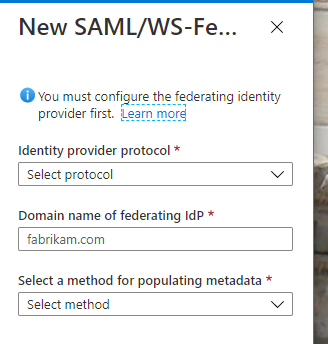 New SAML/WS-Fe...
You must configure the federating identity
provider first. Learn more
Identity provider protocol *
Select protocol
Domain name of federating IdP *
fabrikam.com
Select a method for populating metadata *
Select method